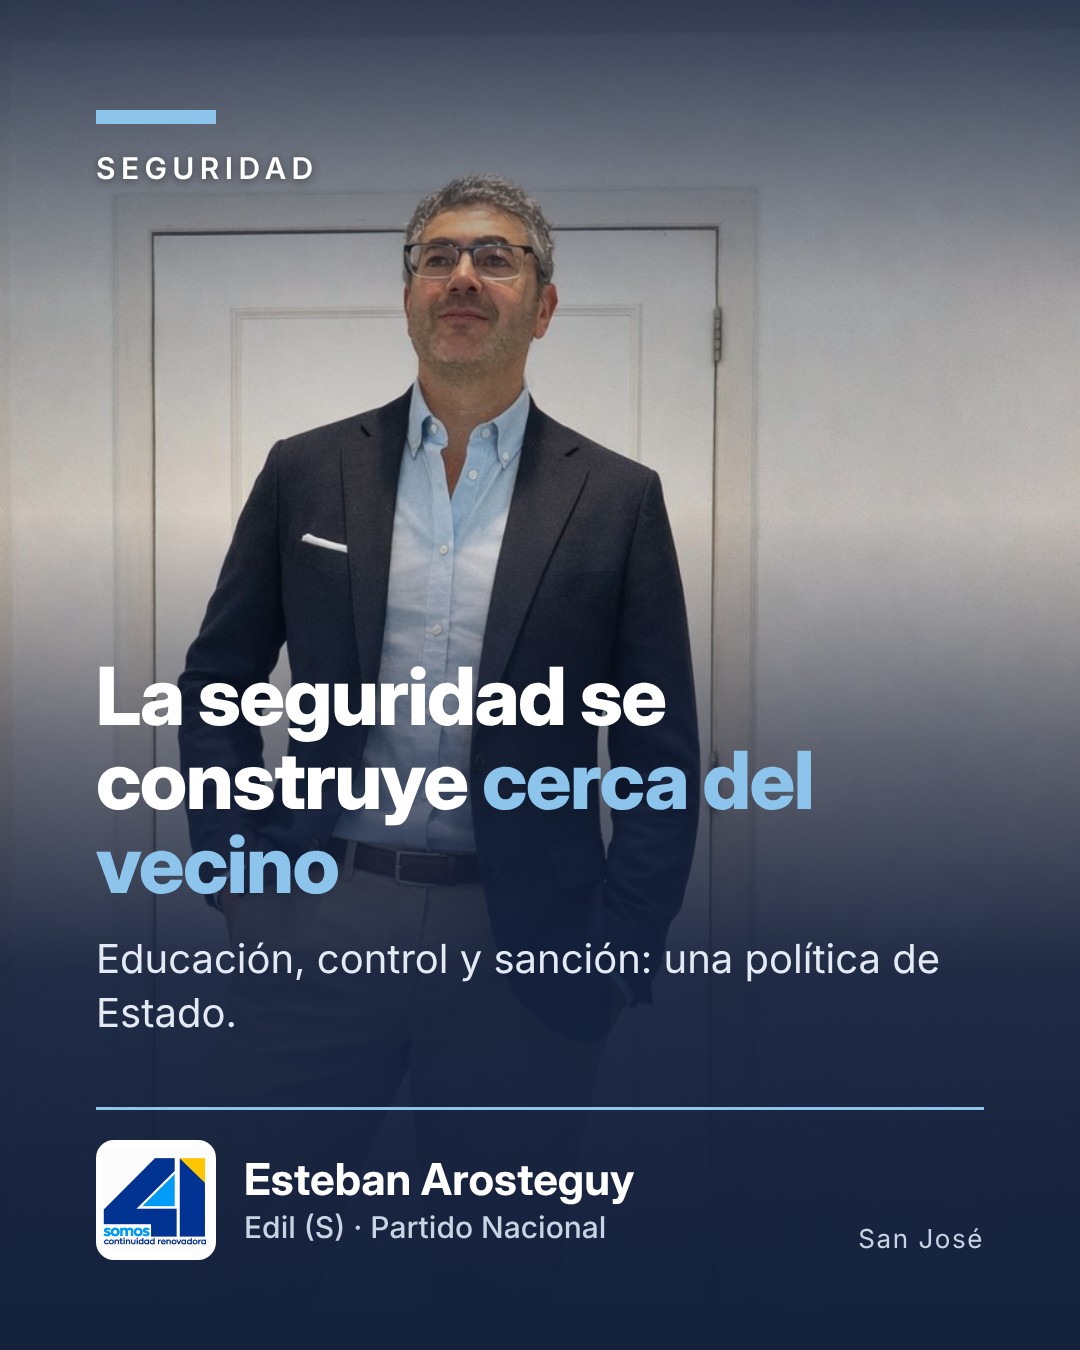 SEGURIDAD
La seguridad se
construye cerca del
vecino
Educación, control y sanción: una política de
Estado.
41
somos
continuidad renovadora
Esteban Arosteguy
Edil (S) · Partido Nacional
San José